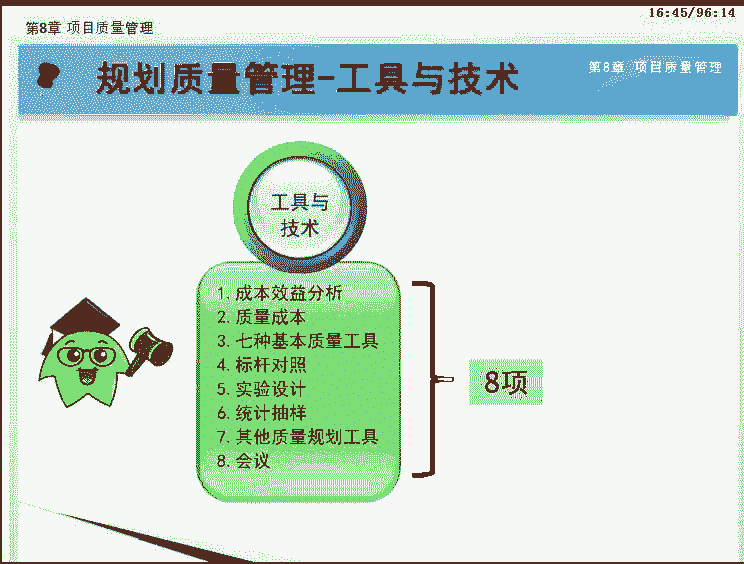 16:45/96:14
第8章 项目质量管理
规划质量管理-工具与技术
第8章 项目质量管理
工具与
技术
1. 成本效益分析
2. 质量成本
3. 七种基本质量工具
4. 标杆对照
5. 实验设计
6. 统计抽样
7. 其他质量规划工具
8. 会议
8项